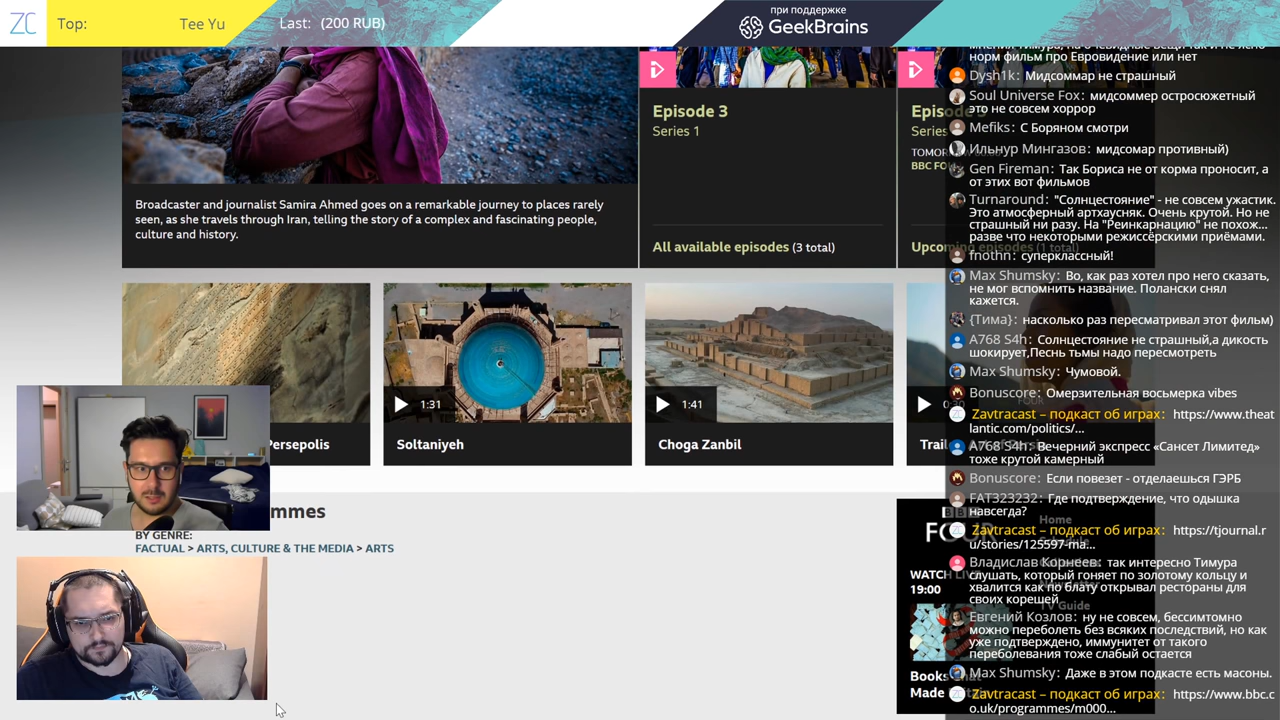 ZC
Top:
Tee Yu
Last: (200 RUB)
при поддержке
GeekBrains
Episode 3
Series 1
Broadcaster and journalist Samira Ahmed goes on a remarkable journey to places rarely
seen, as she travels through Iran, telling the story of a complex and fascinating people,
culture and history.
All available episodes (3 total)
Upcoming episodes (1 total)
1:31
Persepolis
Soltaniyeh
1:41
Choga Zanbil
BY GENRE:
FACTUAL > ARTS, CULTURE & THE MEDIA > ARTS
WATCH LIVE
19:00
Home
TV Guide
норм фильм про Евровидение или нет
Dysh1k: Мидсоммар не страшный
Soul Universe Fox: мидсоммер остросюжетный
это не совсем хоррор
Mefiks: С Боряном смотри
Ильнур Мингазов: мидсомар противный)
Gen Fireman: Так Бориса не от корма проносит, а
от этих вот фильмов
Turnaround: "Солнцестояние" - не совсем ужастик.
Это атмосферный артхаусняк. Очень крутой. Но не
страшный ни разу. На "Реинкарнацию" не похож...
разве что некоторыми режиссёрскими приёмами.
fnothn: суперклассный!
Max Shumsky: Во, как раз хотел про него сказать,
не мог вспомнить название. Полански снял
кажется.
{Тима}: насколько раз пересматривал этот фильм)
A768 S4h: Солнцестояние не страшный,а дикость
шокирует,Песнь тьмы надо пересмотреть
Max Shumsky: Чумовой.
Bonuscore: Омерзительная восьмерка vibes
Zavtracast – подкаст об играх: https://www.theat
lantic.com/politics/...
A768 S4h: Вечерний экспресс «Сансет Лимитед»
тоже крутой камерный
Bonuscore: Если повезет - отделаешься ГЭРБ
FAT323232: Где подтверждение, что одышка
навсегда?
Zavtracast – подкаст об играх: https://tjournal.r
u/stories/125597-ma...
Владислав Корнеев: так интересно Тимура
слушать, который гоняет по золотому кольцу и
хвалится как по блату открывал рестораны для
своих корешей
Евгений Козлов: ну не совсем, бессимтомно
можно переболеть без всяких последствий, но как
уже подтверждено, иммунитет от такого
переболевания тоже слабый остается
Max Shumsky: Даже в этом подкасте есть масоны.
Zavtracast – подкаст об играх: https://www.bbc.c
o.uk/programmes/m000...